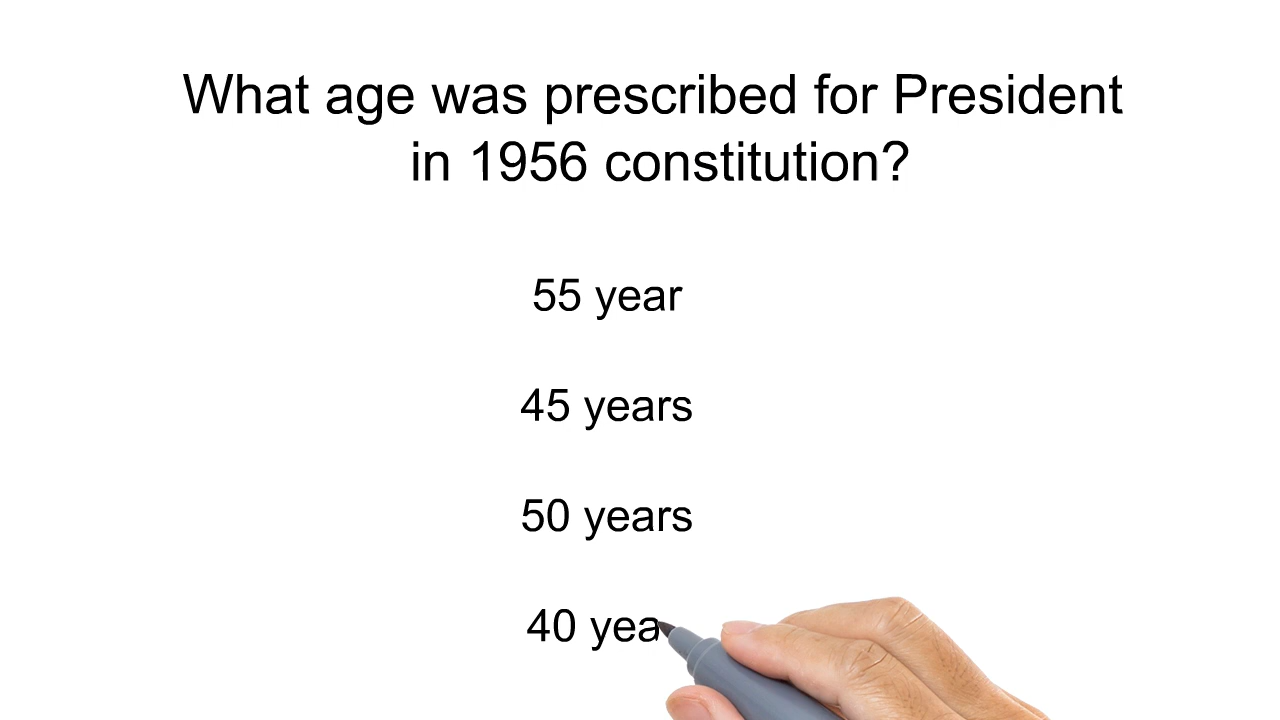 What age was prescribed for President
in 1956 constitution?
55 year
45 years
50 years
40 yea